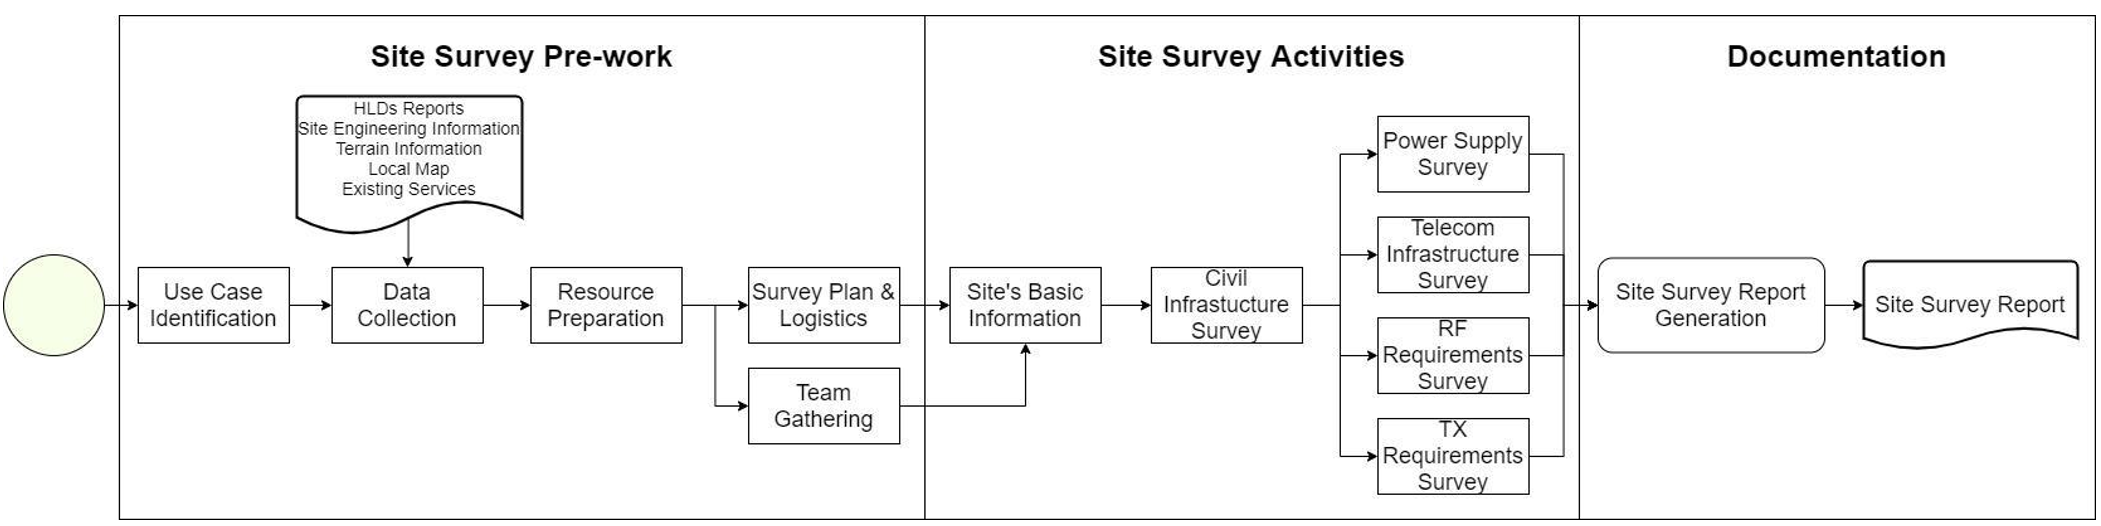 Site Survey Pre-work
HLDs Reports
Site Engineering Information
Terrain Information
Local Map
Existing Services
Use Case
Identification
Data
Collection
Resource
Preparation
Survey Plan &
Logistics
Team
Gathering
Site Survey Activities
Site's Basic
Information
Civil
Infrastucture
Survey
Power Supply
Survey
Telecom
Infrastructure
Survey
RF
Requirements
Survey
TX
Requirements
Survey
Documentation
Site Survey Report
Generation
Site Survey Report